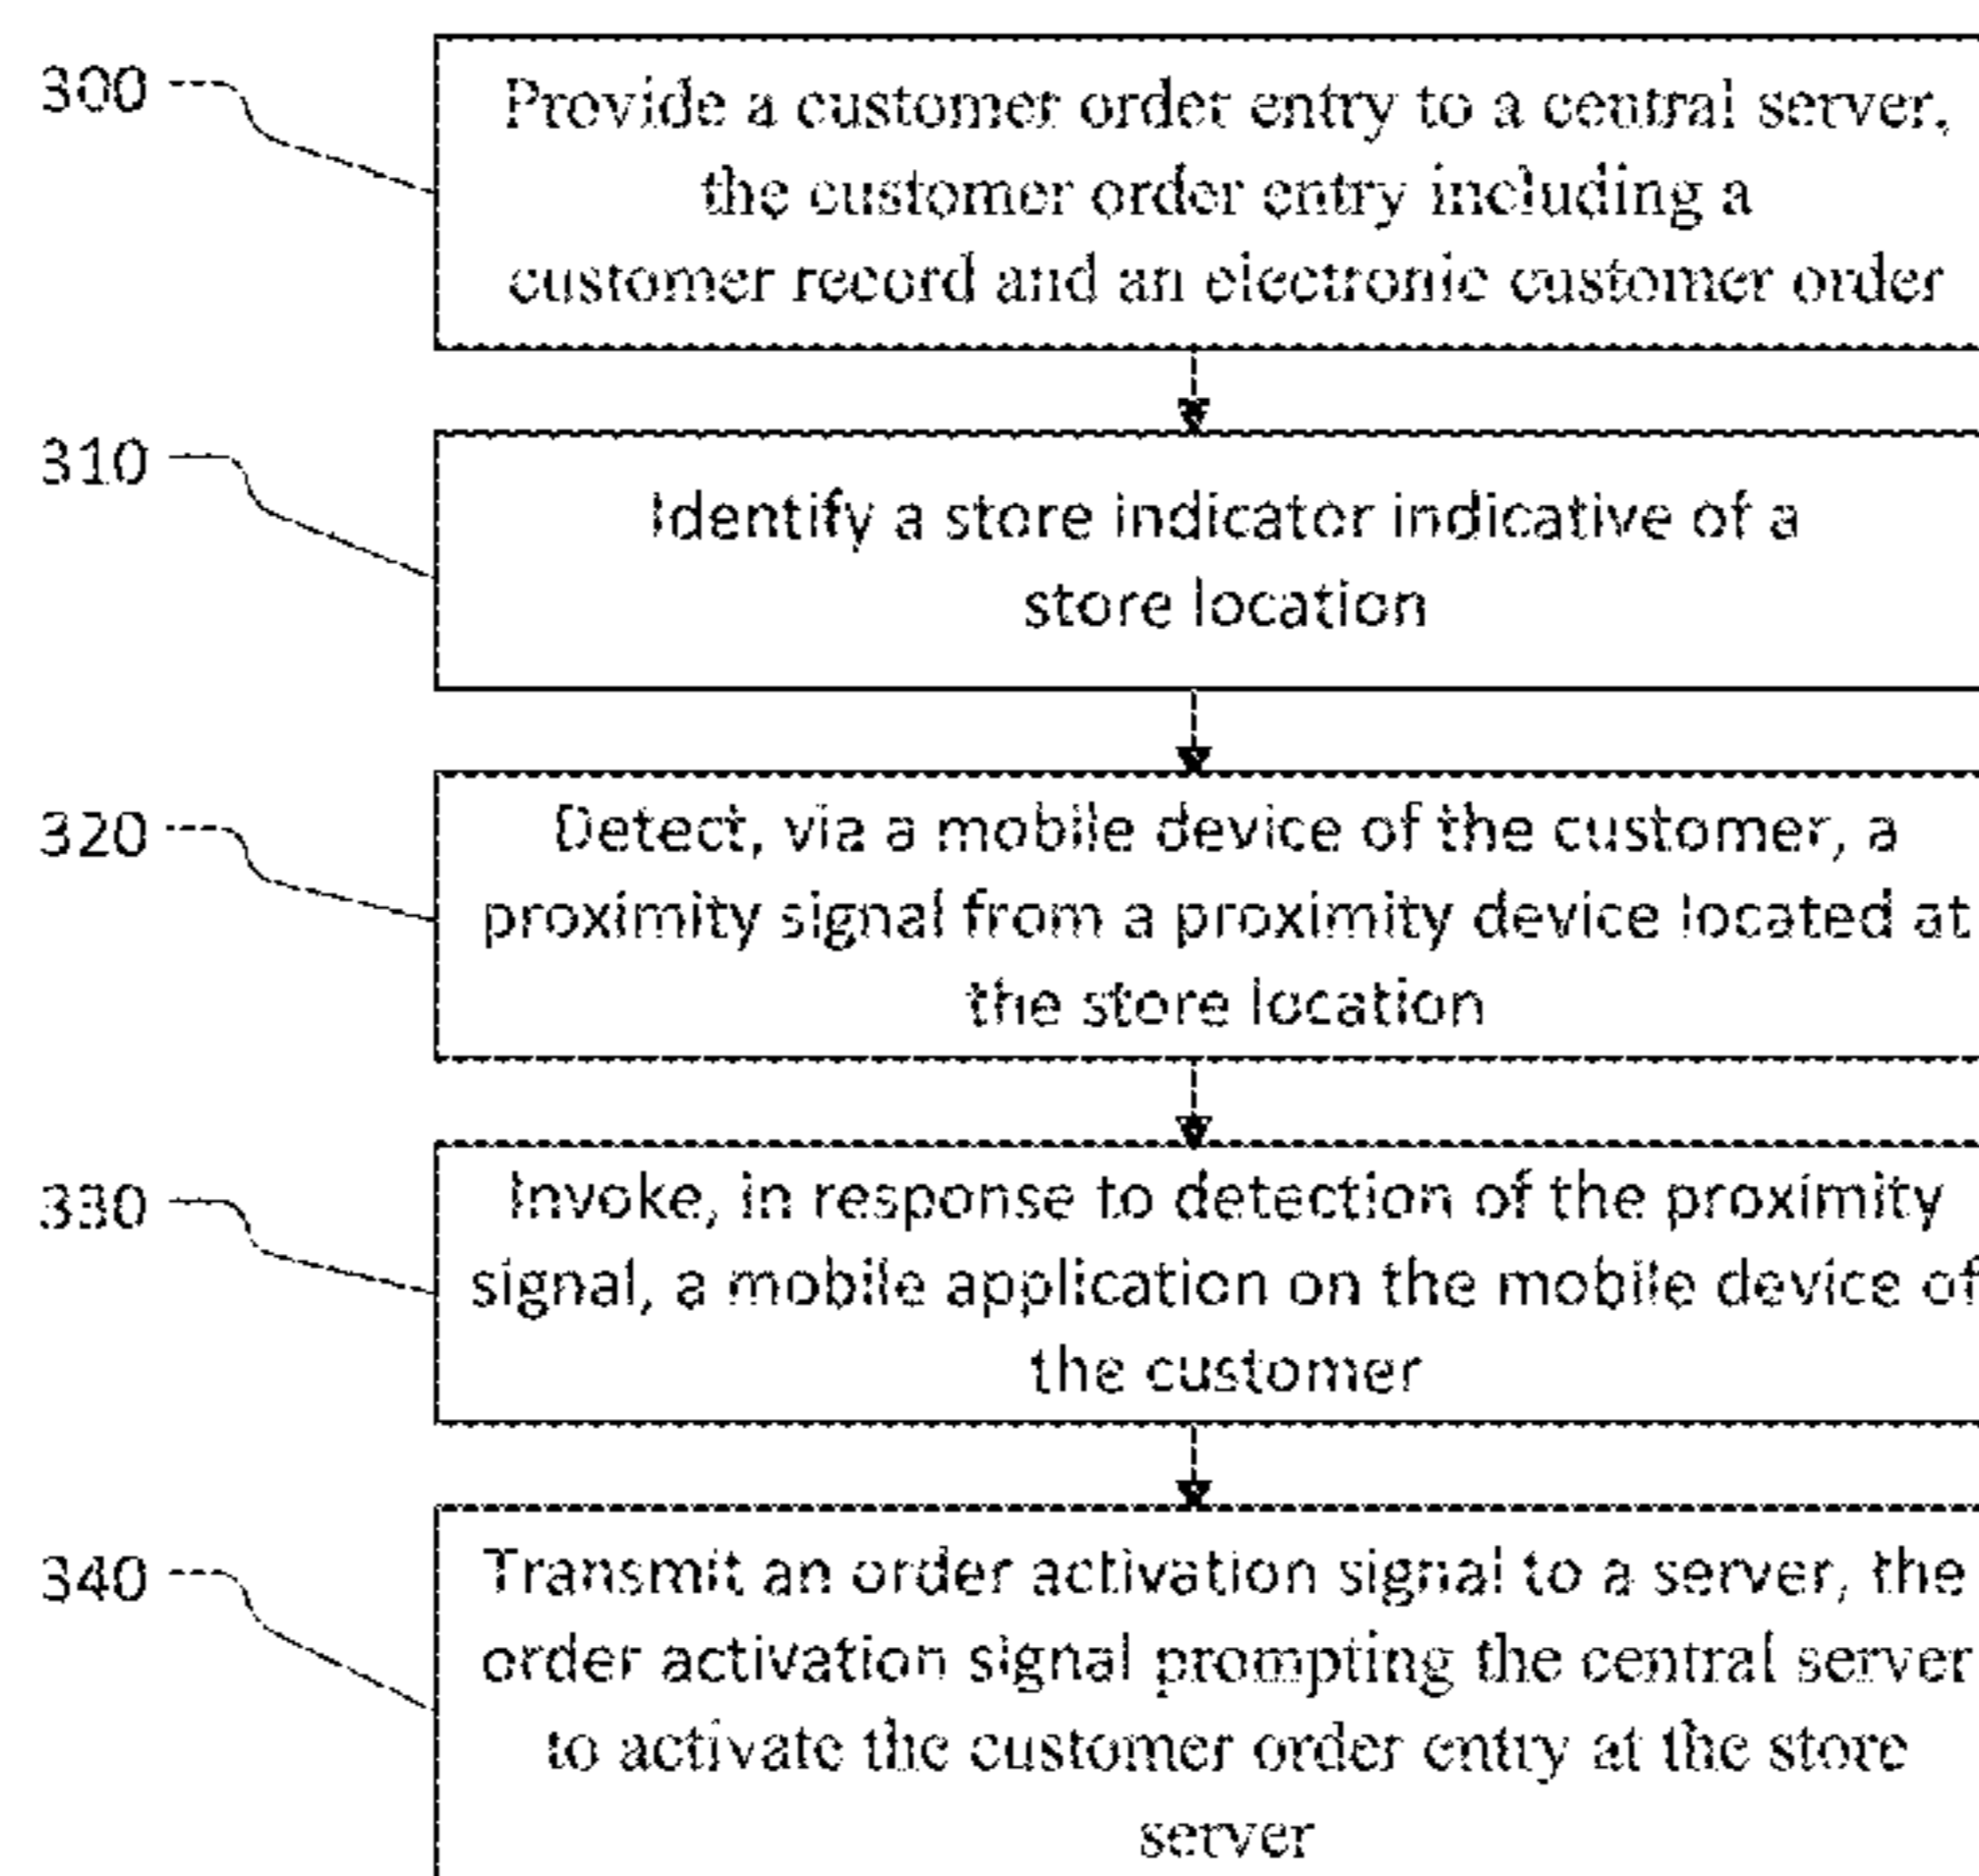 300
Provide a customer order entry to a central server,
the customer order entry including a
customer record and an electronic customer order
310
Identify a store indicator indicative of a
store location
320
Detect, via a mobile device of the customer, a
proximity signal from a proximity device located at
the store location
330
Invoke, in response to detection of the proximity
signal, a mobile application on the mobile device of
the customer
340
Transmit an order activation signal to a server, the
order activation signal prompting the central server
to activate the customer order entry at the store
server